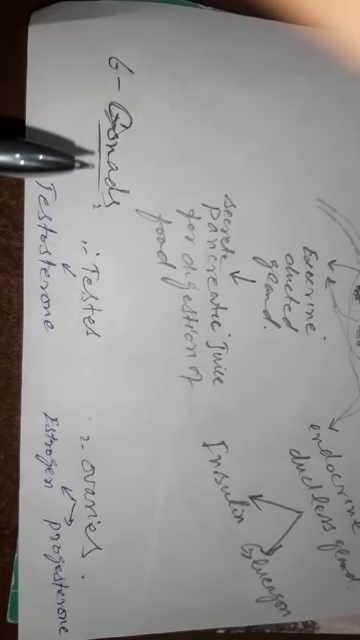 Exocrine
ducted
gland.
endocrine
ductless gland.
secrete
Pancreatic Juice
for digestion of
food
Insulin Glucagon
6- Gonads:
1- Testes 2- ovaries.
Testosterone Estrogen progesterone